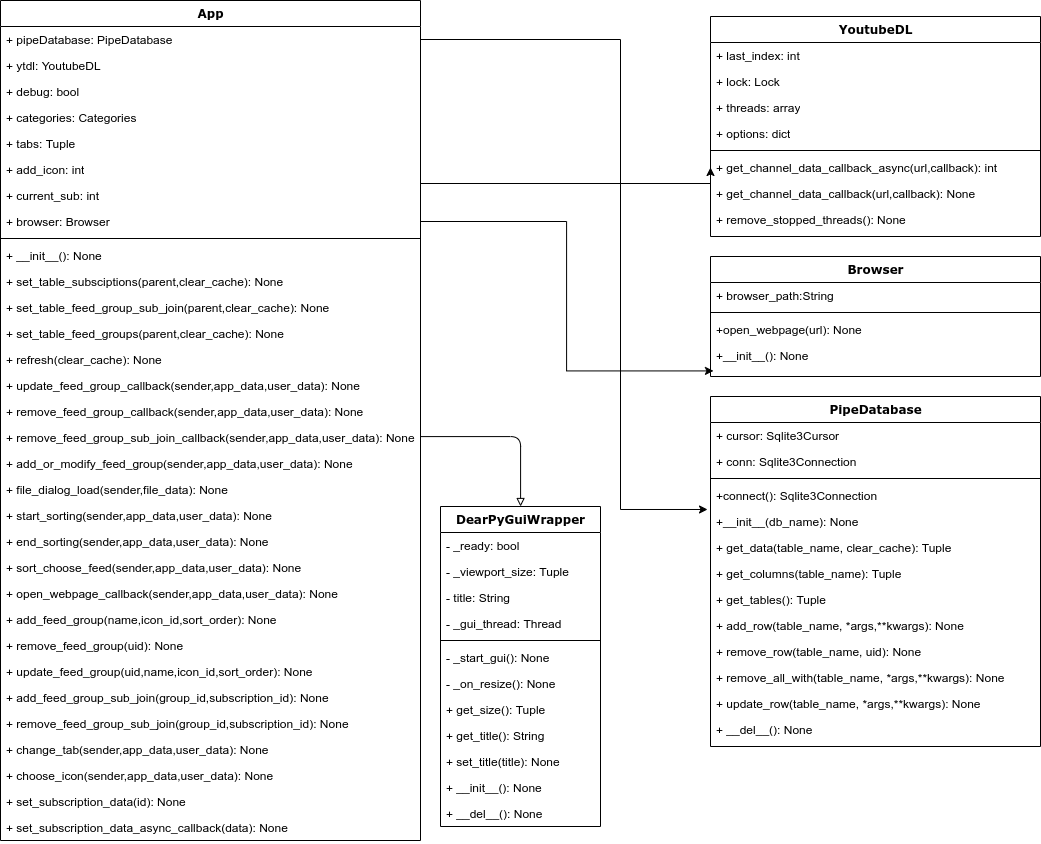 App
+ pipeDatabase: PipeDatabase
+ ytdl: YoutubeDL
+ debug: bool
+ categories: Categories
+ tabs: Tuple
+ add_icon: int
+ current_sub: int
+ browser: Browser
+ __init__(): None
+ set_table_subsciptions(parent,clear_cache): None
+ set_table_feed_group_sub_join(parent,clear_cache): None
+ set_table_feed_groups(parent,clear_cache): None
+ refresh(clear_cache): None
+ update_feed_group_callback(sender,app_data,user_data): None
+ remove_feed_group_callback(sender,app_data,user_data): None
+ remove_feed_group_sub_join_callback(sender,app_data,user_data): None
+ add_or_modify_feed_group(sender,app_data,user_data): None
+ file_dialog_load(sender,file_data): None
+ start_sorting(sender,app_data,user_data): None
+ end_sorting(sender,app_data,user_data): None
+ sort_choose_feed(sender,app_data,user_data): None
+ open_webpage_callback(sender,app_data,user_data): None
+ add_feed_group(name,icon_id,sort_order): None
+ remove_feed_group(uid): None
+ update_feed_group(uid,name,icon_id,sort_order): None
+ add_feed_group_sub_join(group_id,subscription_id): None
+ remove_feed_group_sub_join(group_id,subscription_id): None
+ change_tab(sender,app_data,user_data): None
+ choose_icon(sender,app_data,user_data): None
+ set_subscription_data(id): None
+ set_subscription_data_async_callback(data): None
DearPyGuiWrapper
- _ready: bool
- _viewport_size: Tuple
- title: String
- _gui_thread: Thread
- _start_gui(): None
- _on_resize(): None
+ get_size(): Tuple
+ get_title(): String
+ set_title(title): None
+ __init__(): None
+ __del__(): None
YoutubeDL
+ last_index: int
+ lock: Lock
+ threads: array
+ options: dict
+ get_channel_data_callback_async(url,callback): int
+ get_channel_data_callback(url,callback): None
+ remove_stopped_threads(): None
Browser
+ browser_path:String
+open_webpage(url): None
+__init__(): None
PipeDatabase
+ cursor: Sqlite3Cursor
+ conn: Sqlite3Connection
+connect(): Sqlite3Connection
+__init__(db_name): None
+ get_data(table_name, clear_cache): Tuple
+ get_columns(table_name): Tuple
+ get_tables(): Tuple
+ add_row(table_name, *args,**kwargs): None
+ remove_row(table_name, uid): None
+ remove_all_with(table_name, *args,**kwargs): None
+ update_row(table_name, *args,**kwargs): None
+ __del__(): None